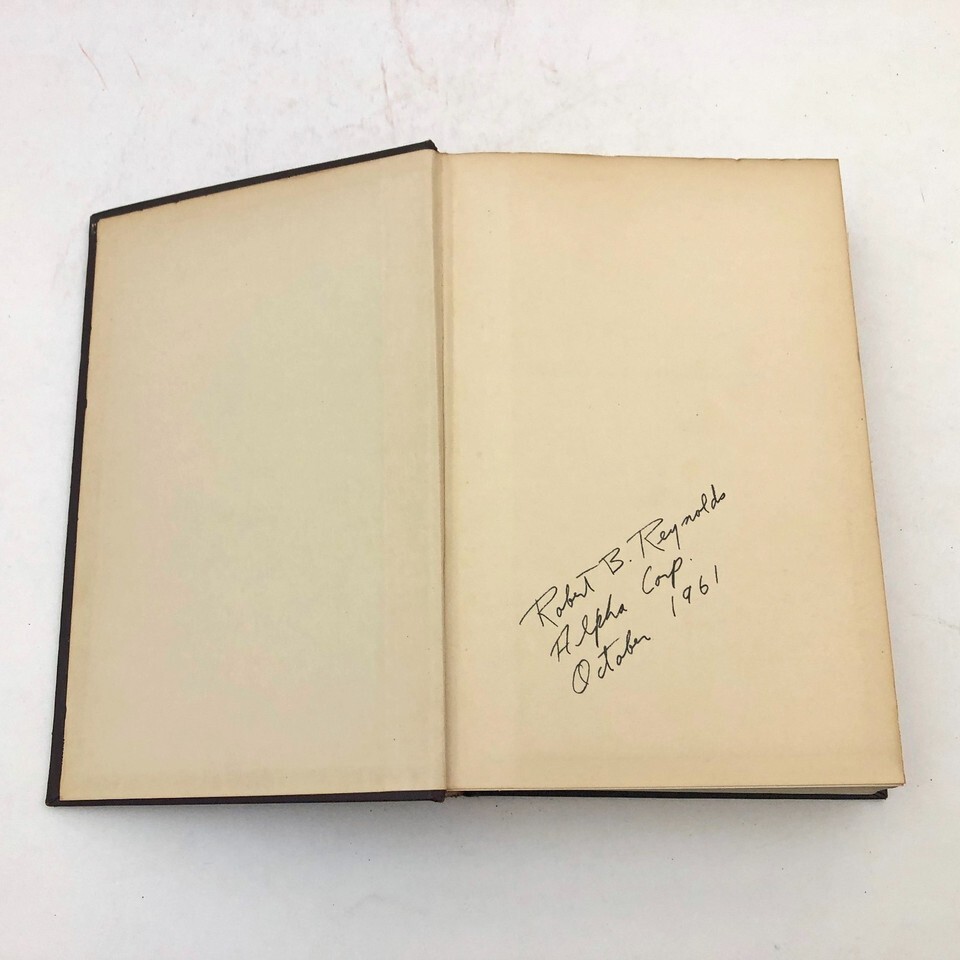 Robert B. Reynolds
Alpha Corp.
October 1961